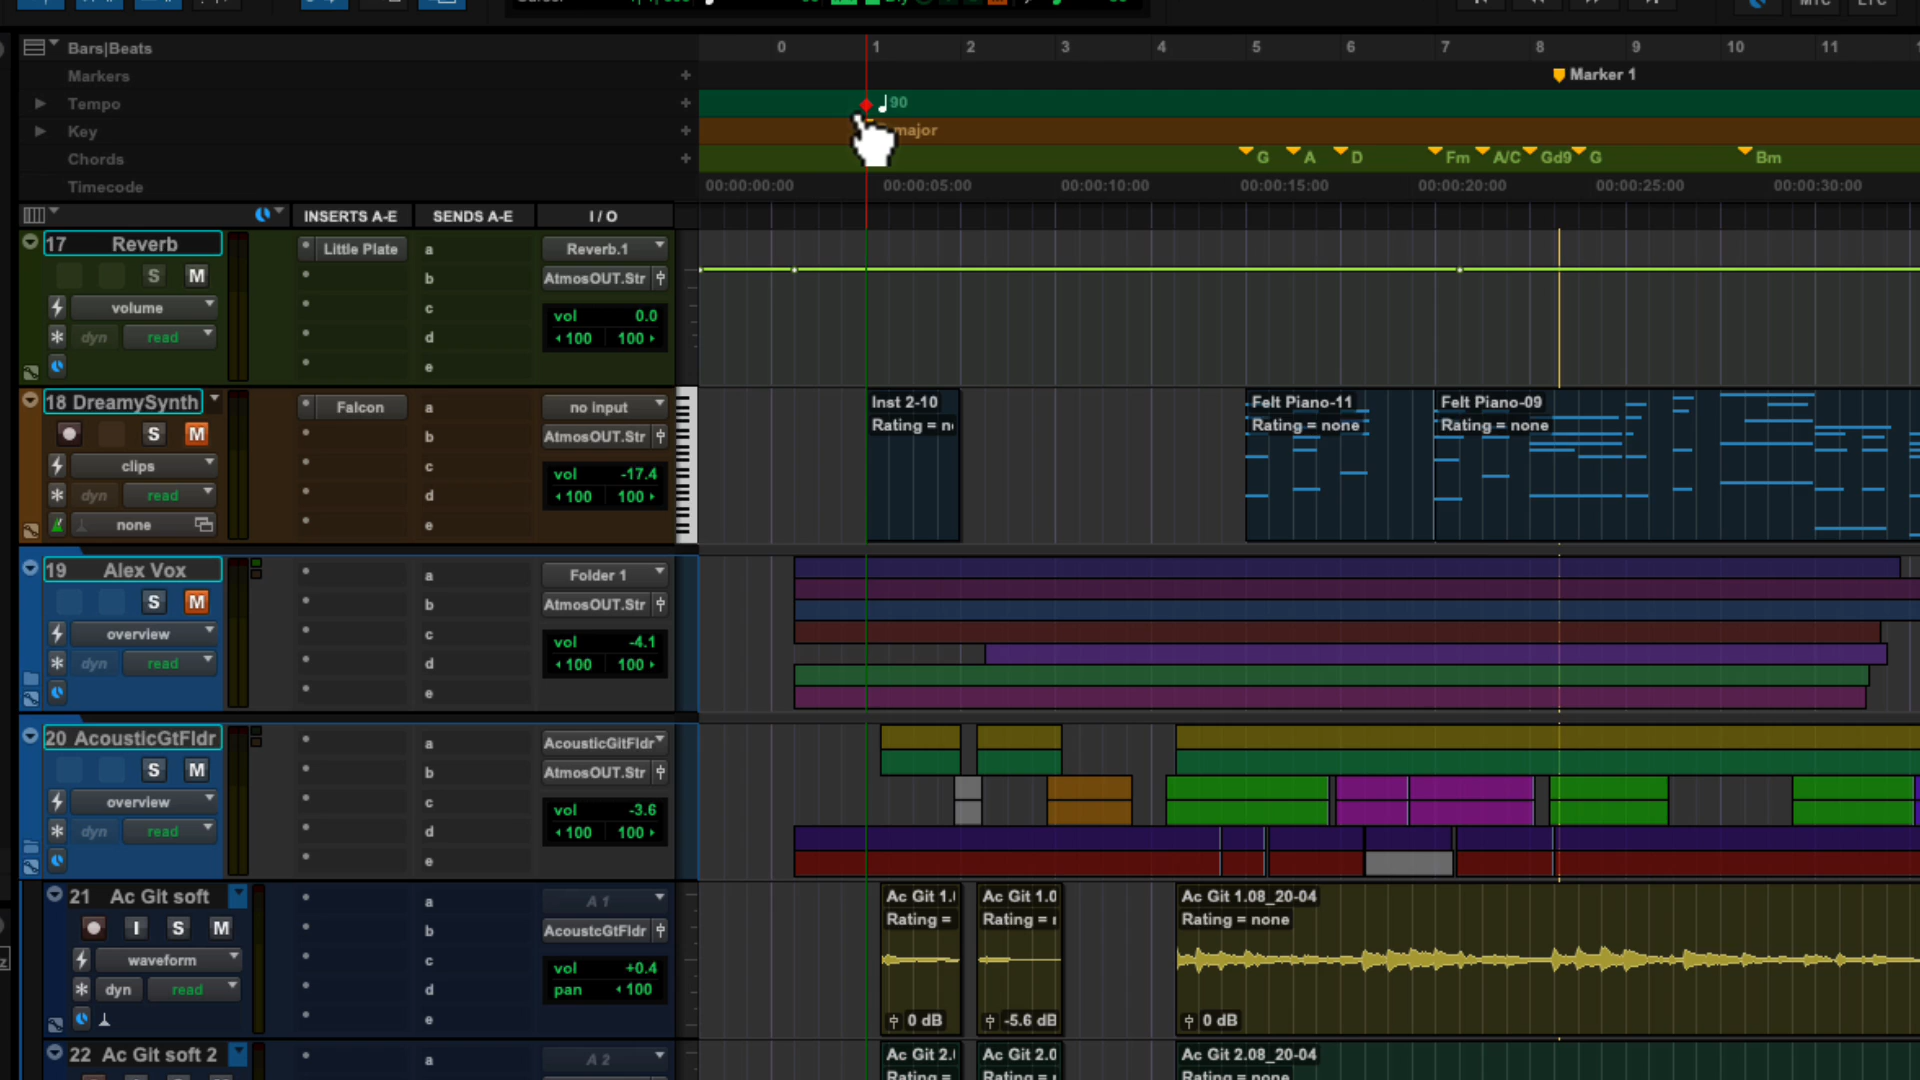 Bars|Beats 0 1 2 3 4 5 6 7 8 9 10 11
Markers + Marker 1
Tempo + 90
Key + major
Chords + G A D Fm A/C Gd9 G Bm
Timecode 00:00:00:00 00:00:05:00 00:00:10:00 00:00:15:00 00:00:20:00 00:00:25:00 00:00:30:00
INSERTS A-E SENDS A-E I / O
17 Reverb Little Plate a Reverb.1
S M b AtmosOUT.Str
volume c vol 0.0
dyn read d 100 100
e
18 DreamySynth Falcon a no input Inst 2-10 Felt Piano-11 Felt Piano-09
S M b AtmosOUT.Str Rating = n Rating = none Rating = none
clips c vol -17.4
dyn read d 100 100
none e
19 Alex Vox a Folder 1
S M b AtmosOUT.Str
overview c vol -4.1
dyn read d 100 100
e
20 AcousticGtFldr a AcousticGitFldr
S M b AtmosOUT.Str
overview c vol -3.6
dyn read d 100 100
e
21 Ac Git soft a A 1 Ac Git 1. Ac Git 1.0 Ac Git 1.08_20-04
I S M b AcoustcGtFldr Rating = Rating = Rating = none
waveform c vol +0.4
dyn read d pan 100
e 0 dB -5.6 dB 0 dB
22 Ac Git soft 2 a A 2 Ac Git 2. Ac Git 2.0 Ac Git 2.08_20-04
Rating = Rating = Rating = none